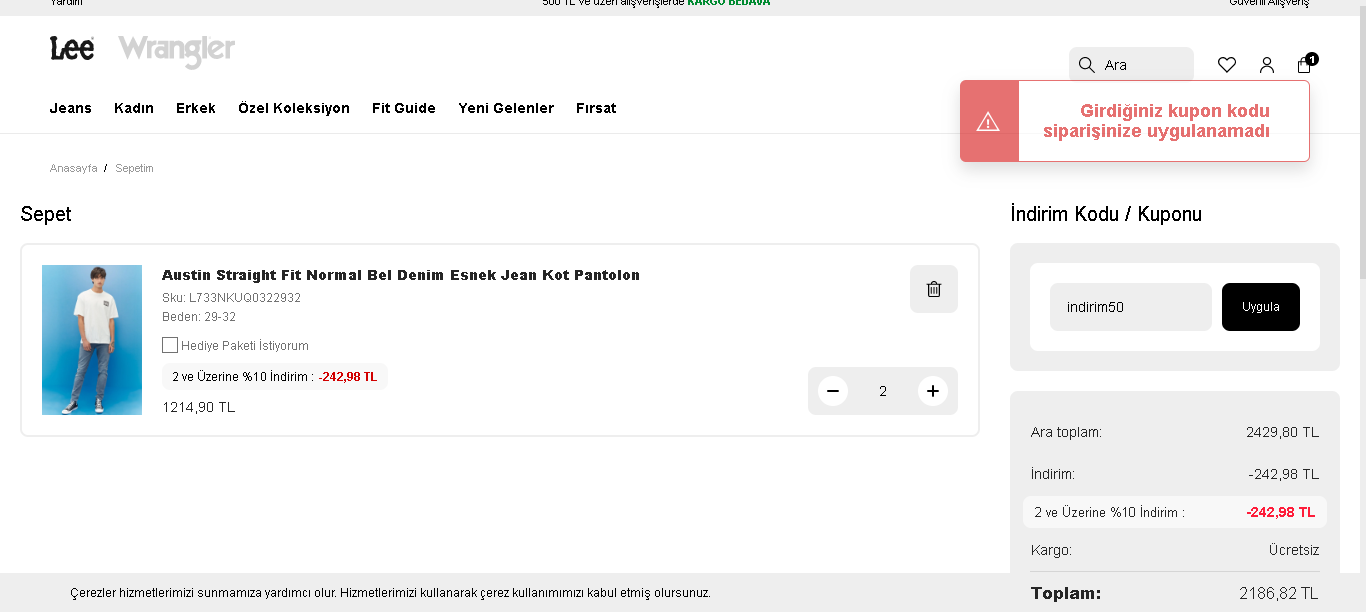 Yardım
500 TL ve üzeri alışverişlerde KARGO BEDAVA
Güvenli Alışveriş
Lee Wrangler
Ara
1
Jeans Kadın Erkek Özel Koleksiyon Fit Guide Yeni Gelenler Fırsat
Girdiğiniz kupon kodu
siparişinize uygulanamadı
Anasayfa / Sepetim
Sepet
Austin Straight Fit Normal Bel Denim Esnek Jean Kot Pantolon
Sku: L733NKUQ0322932
Beden: 29-32
Hediye Paketi İstiyorum
2 ve Üzerine %10 İndirim : -242,98 TL
1214,90 TL
2
İndirim Kodu / Kuponu
indirim50
Uygula
Ara toplam: 2429,80 TL
İndirim: -242,98 TL
2 ve Üzerine %10 İndirim : -242,98 TL
Kargo: Ücretsiz
Toplam: 2186,82 TL
Çerezler hizmetlerimizi sunmamıza yardımcı olur. Hizmetlerimizi kullanarak çerez kullanımımızı kabul etmiş olursunuz.